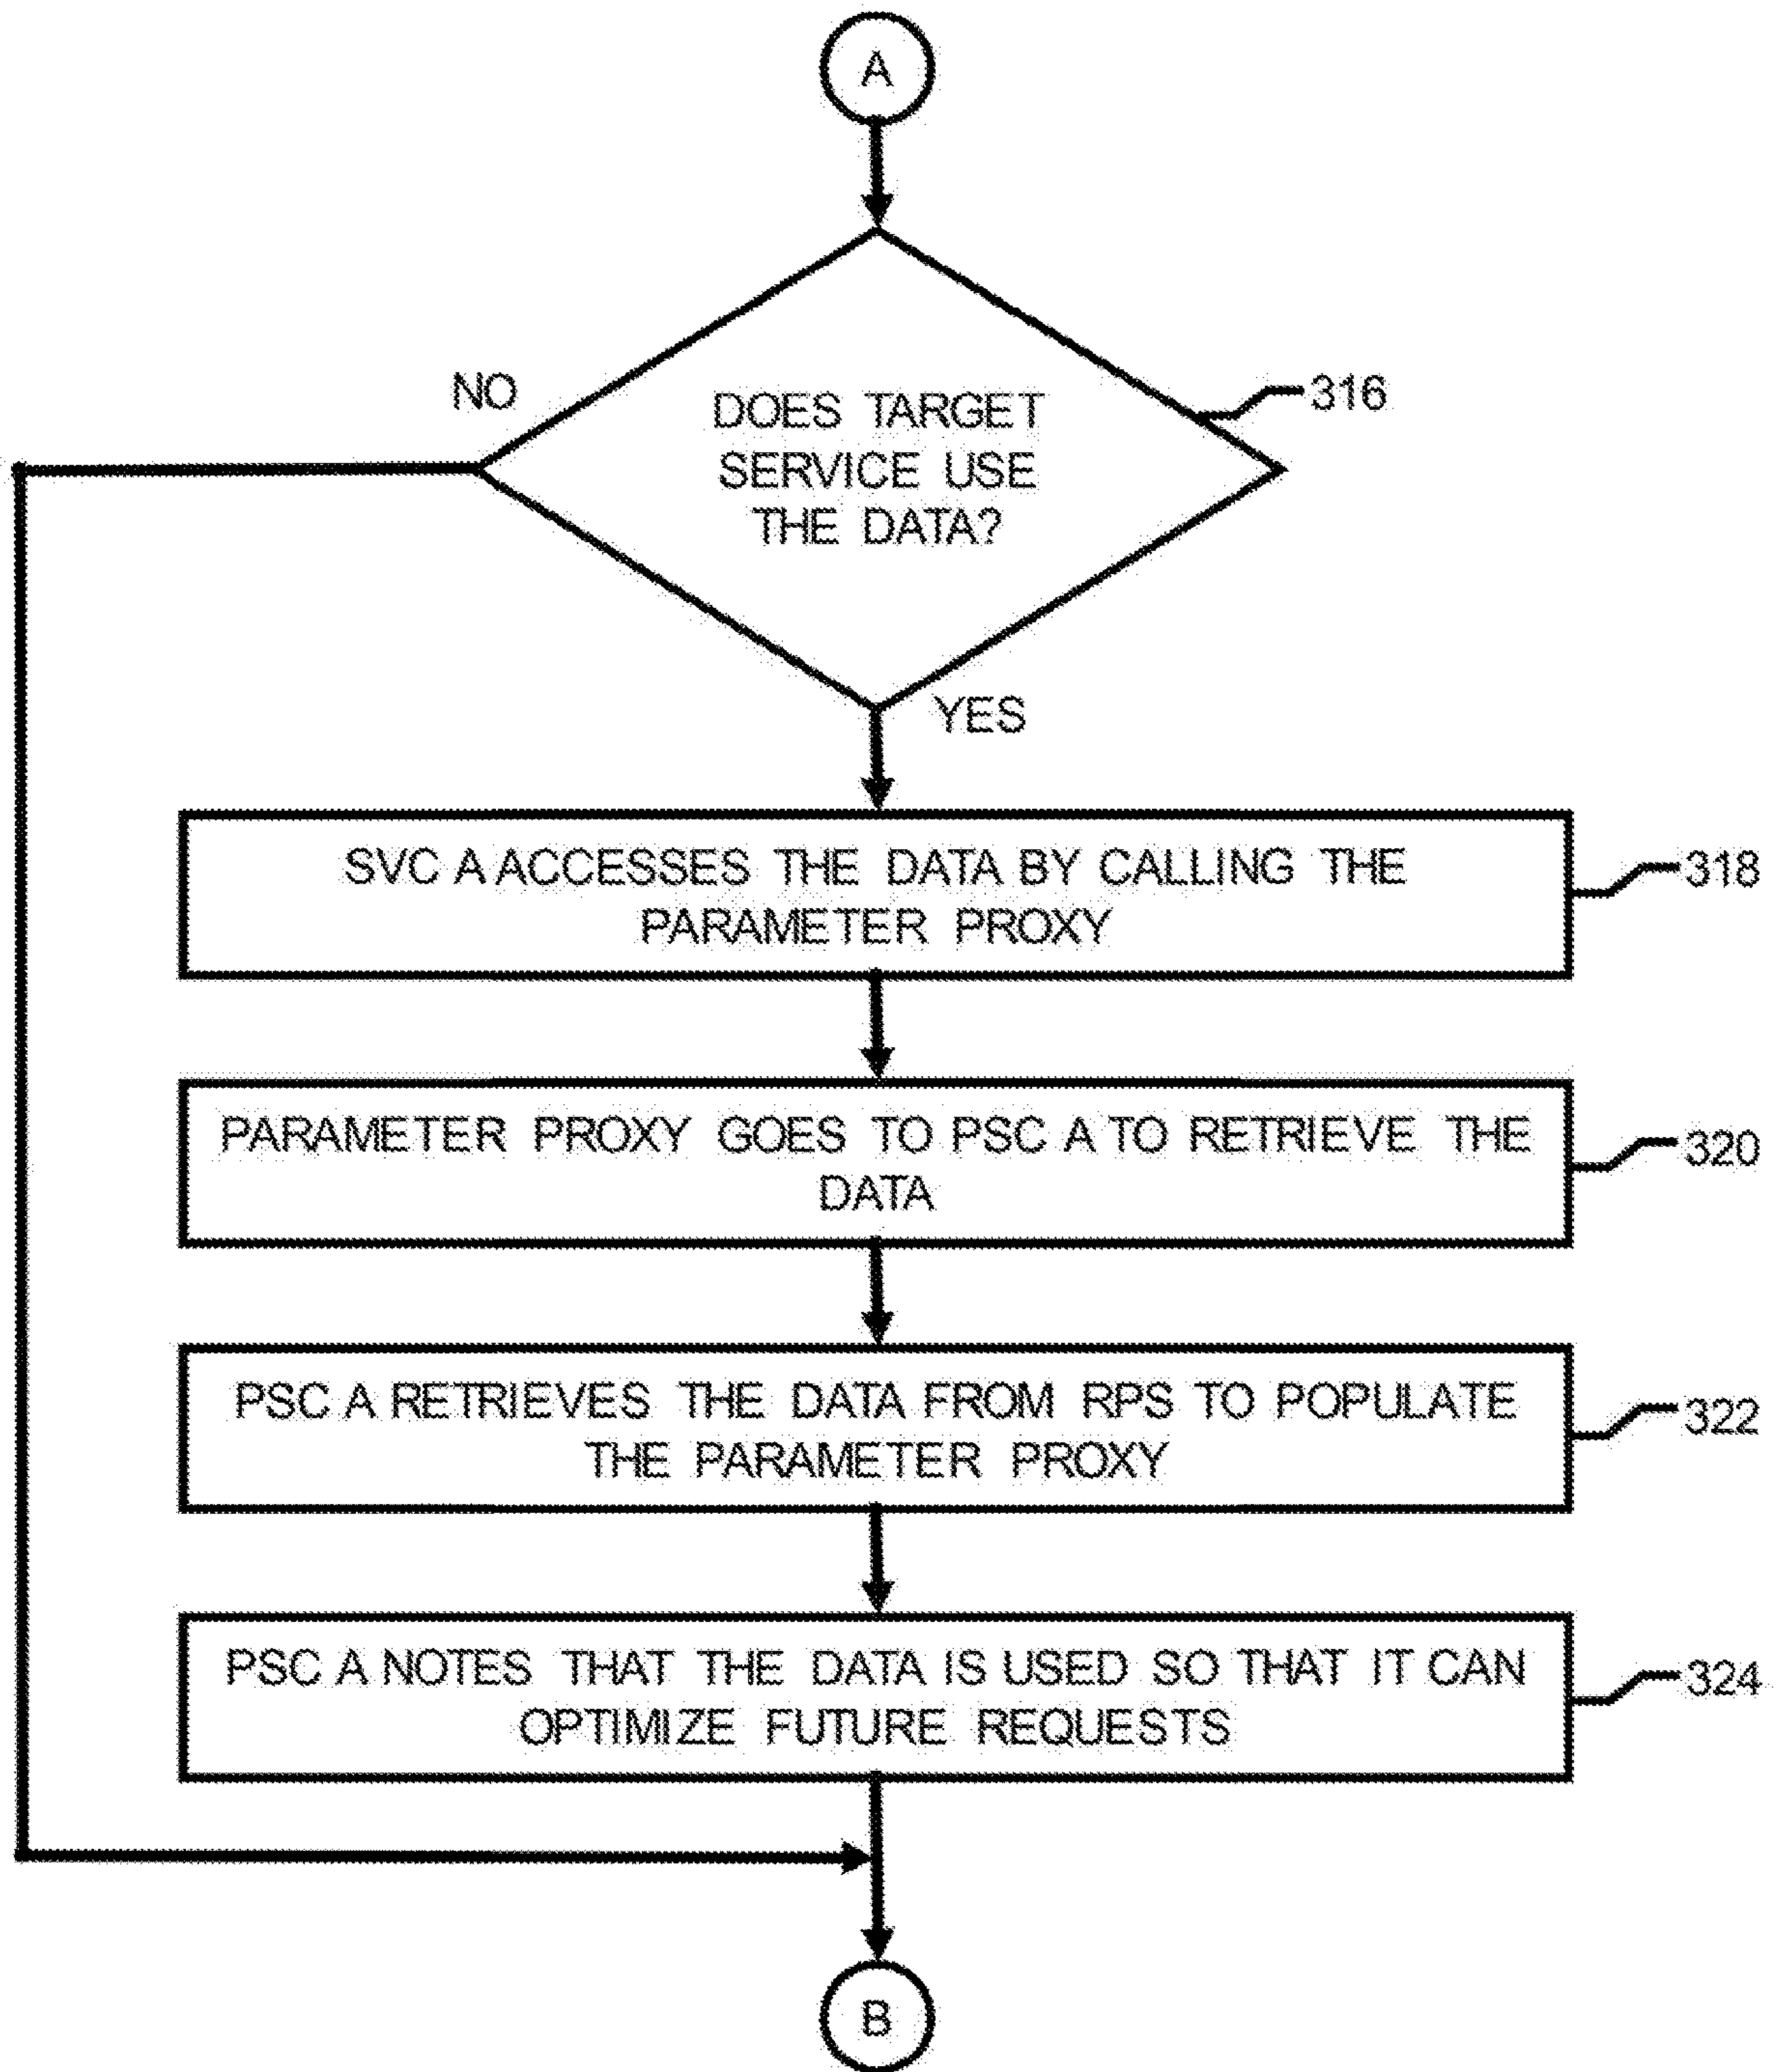 A
NO
DOES TARGET
SERVICE USE
THE DATA?
316
YES
SVC A ACCESSES THE DATA BY CALLING THE
PARAMETER PROXY
318
PARAMETER PROXY GOES TO PSC A TO RETRIEVE THE
DATA
320
PSC A RETRIEVES THE DATA FROM RPS TO POPULATE
THE PARAMETER PROXY
322
PSC A NOTES THAT THE DATA IS USED SO THAT IT CAN
OPTIMIZE FUTURE REQUESTS
324
B